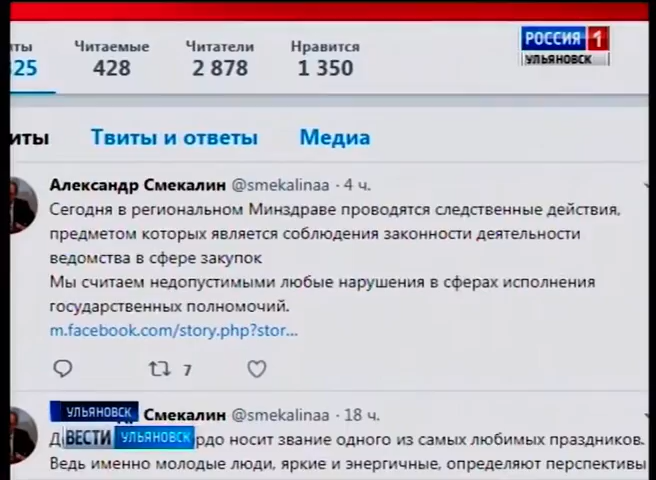 иты Читаемые Читатели Нравится
325 428 2 878 1 350
РОССИЯ 1
УЛЬЯНОВСК
иты Твиты и ответы Медиа
Александр Смекалин @smekalinaa · 4 ч.
Сегодня в региональном Минздраве проводятся следственные действия,
предметом которых является соблюдения законности деятельности
ведомства в сфере закупок
Мы считаем недопустимыми любые нарушения в сферах исполнения
государственных полномочий.
m.facebook.com/story.php?stor...
7
УЛЬЯНОВСК др Смекалин @smekalinaa · 18 ч.
ВЕСТИ УЛЬЯНОВСК рдо носит звание одного из самых любимых праздников.
Ведь именно молодые люди, яркие и энергичные, определяют перспективы